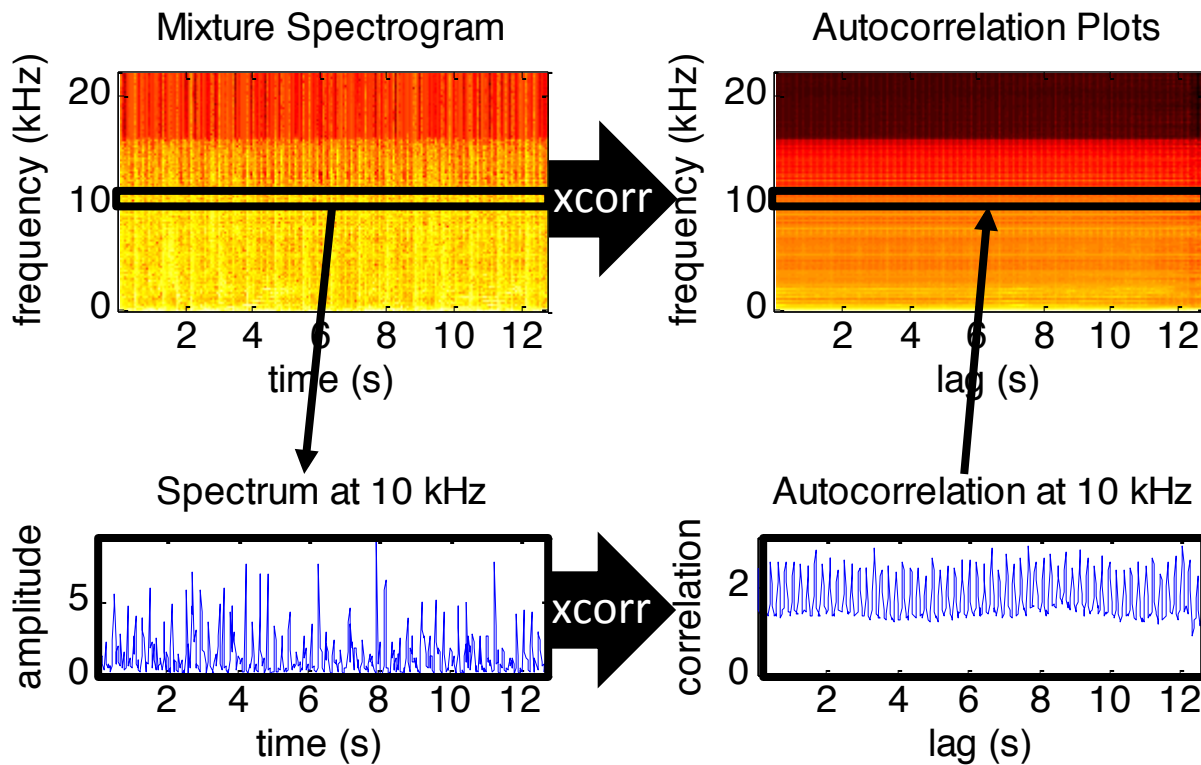 Mixture Spectrogram
frequency (kHz)
20
10
0
2 4 6 8 10 12
time (s)
xcorr
Autocorrelation Plots
frequency (kHz)
20
10
0
2 4 6 8 10 12
lag (s)
Spectrum at 10 kHz
amplitude
5
0
2 4 6 8 10 12
time (s)
xcorr
Autocorrelation at 10 kHz
correlation
2
0
2 4 6 8 10 12
lag (s)